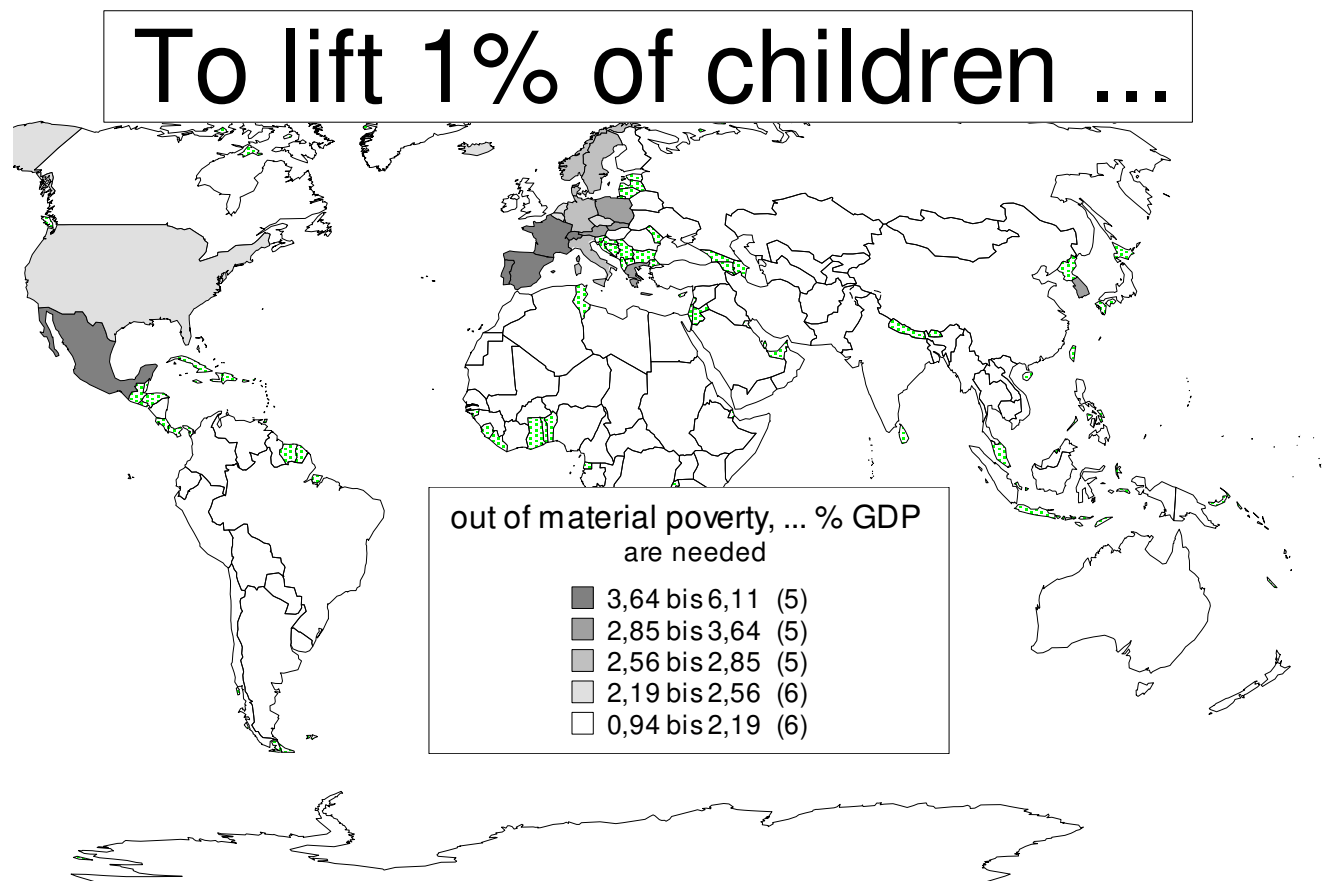 To lift 1% of children ...
out of material poverty, ... % GDP
are needed
3,64 bis 6,11 (5)
2,85 bis 3,64 (5)
2,56 bis 2,85 (5)
2,19 bis 2,56 (6)
0,94 bis 2,19 (6)